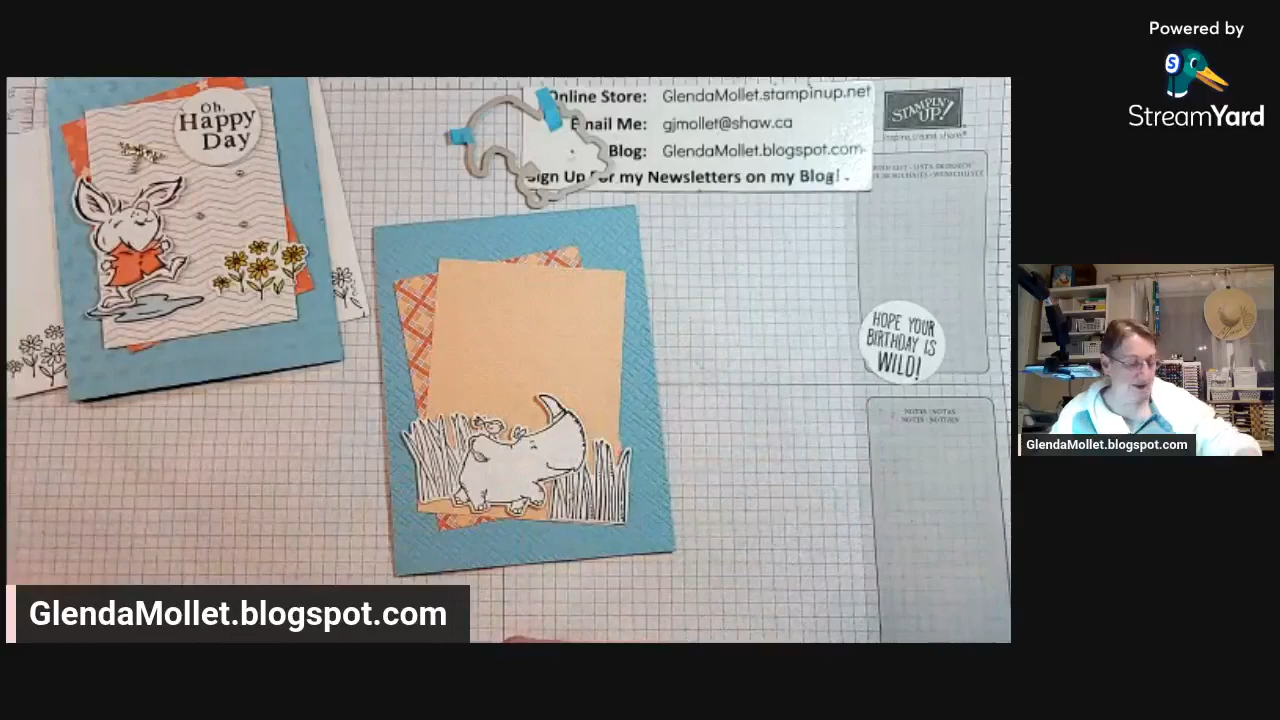 Powered by
StreamYard
Oh,
Happy
Day
Online Store: GlendaMollet.stampinup.net
Email Me: gjmollet@shaw.ca
Blog: GlendaMollet.blogspot.com
Sign Up For my Newsletters on my Blog!
STAMPIN' UP!
HOPE YOUR
BIRTHDAY IS
WILD!
NOTAS | NOTAS
GlendaMollet.blogspot.com
GlendaMollet.blogspot.com